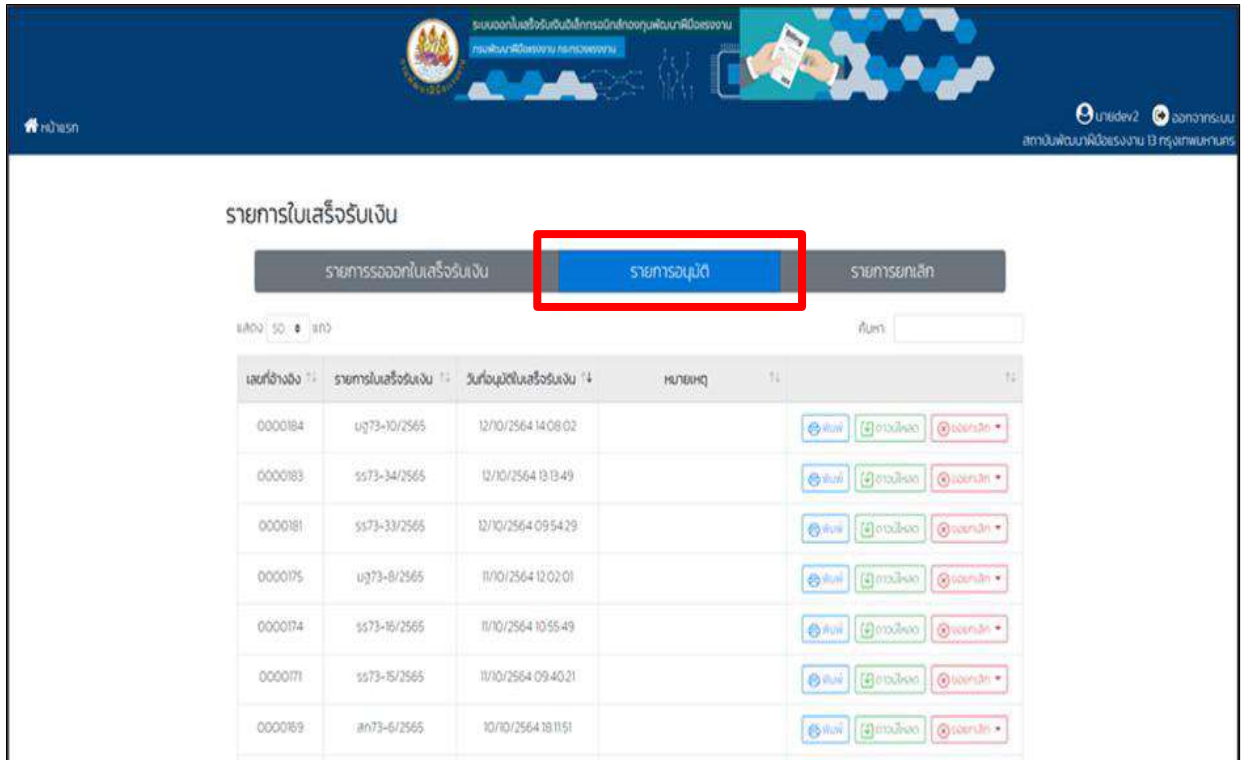 ระบบออกใบเสร็จรับเงินอิเล็กทรอนิกส์กองทุนพัฒนาฝีมือแรงงาน
กรมพัฒนาฝีมือแรงงาน กระทรวงแรงงาน
Billing
หน้าแรก
นายdev2 ออกจากระบบ
สถาบันพัฒนาฝีมือแรงงาน 13 กรุงเทพมหานคร
รายการใบเสร็จรับเงิน
รายการรอออกใบเสร็จรับเงิน รายการอนุมัติ รายการยกเลิก
แสดง 50 แถว ค้นหา
เลขที่อ้างอิง รายการใบเสร็จรับเงิน วันที่อนุมัติใบเสร็จรับเงิน หมายเหตุ
0000184 มฐ73-10/2565 12/10/2564 14:08:02 พิมพ์ ดาวน์โหลด ขอยกเลิก
0000183 รร73-34/2565 12/10/2564 13:13:49 พิมพ์ ดาวน์โหลด ขอยกเลิก
0000181 รร73-33/2565 12/10/2564 09:54:29 พิมพ์ ดาวน์โหลด ขอยกเลิก
0000175 มฐ73-8/2565 11/10/2564 12:02:01 พิมพ์ ดาวน์โหลด ขอยกเลิก
0000174 รร73-16/2565 11/10/2564 10:55:49 พิมพ์ ดาวน์โหลด ขอยกเลิก
0000171 รร73-15/2565 11/10/2564 09:40:21 พิมพ์ ดาวน์โหลด ขอยกเลิก
0000169 สก73-6/2565 10/10/2564 18:11:51 พิมพ์ ดาวน์โหลด ขอยกเลิก